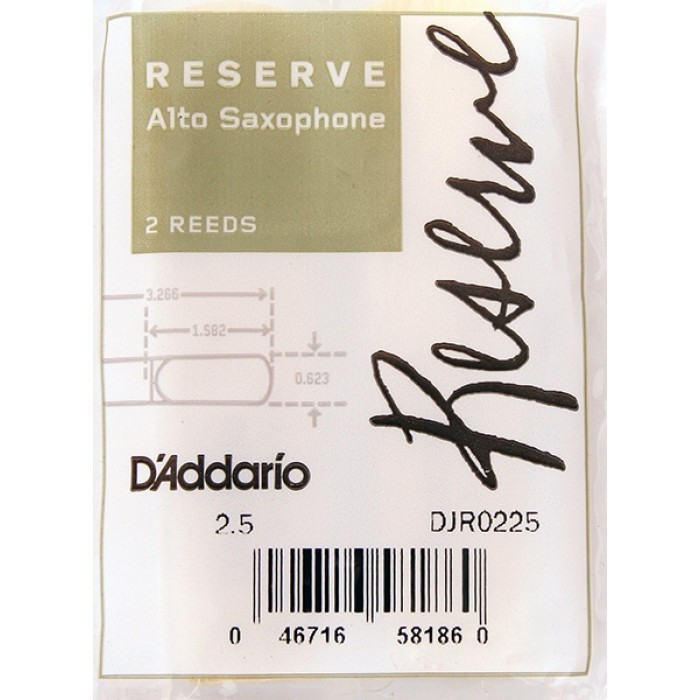 RESERVE
Alto Saxophone
2 REEDS
Reserve
3.266
1.582
0.623
D'Addario
2.5 DJR0225
0 46716 58186 0